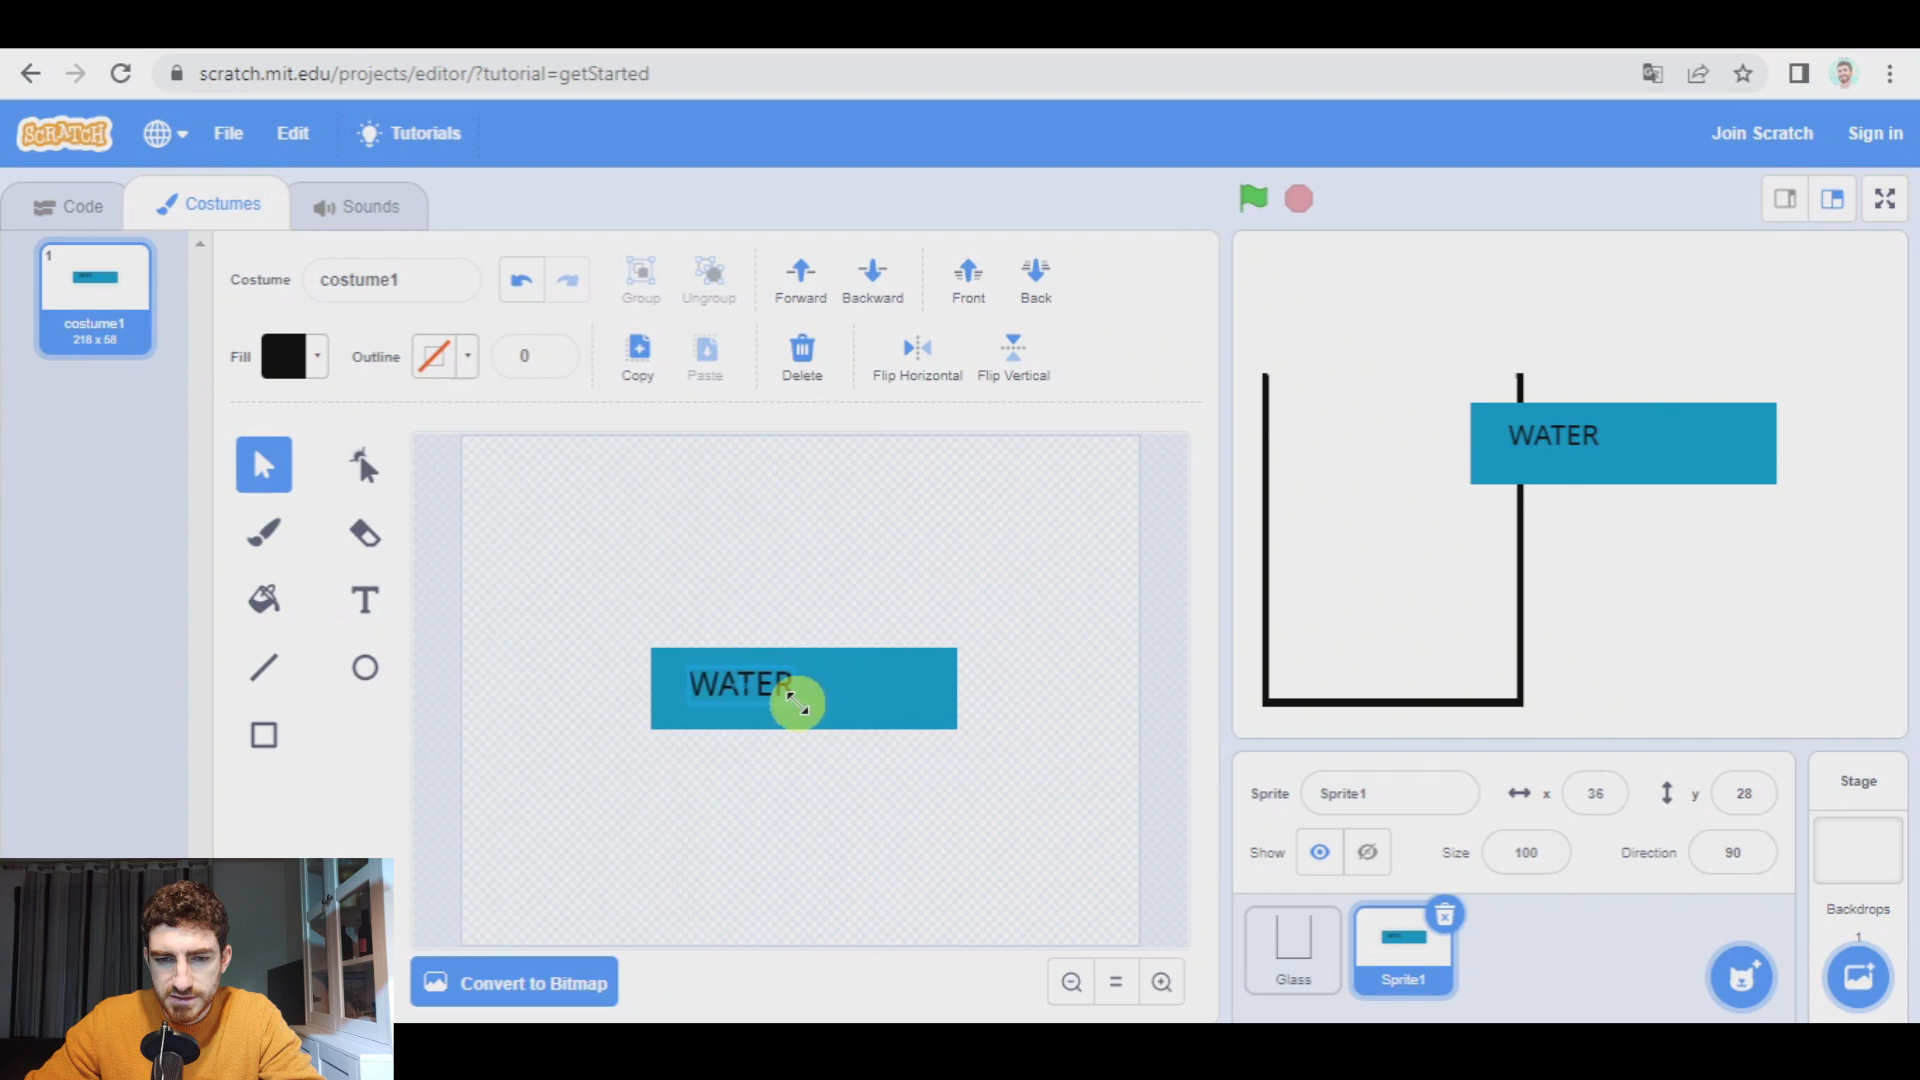 scratch.mit.edu/projects/editor/?tutorial=getStarted
SCRATCH
File
Edit
Tutorials
Join Scratch
Sign in
Code
Costumes
Sounds
1
costume1
218 x 58
Costume
costume1
Group
Ungroup
Forward
Backward
Front
Back
Fill
Outline
0
Copy
Paste
Delete
Flip Horizontal
Flip Vertical
WATER
Convert to Bitmap
WATER
Sprite
Sprite1
x
36
y
28
Show
Size
100
Direction
90
Glass
Sprite1
Stage
Backdrops
1